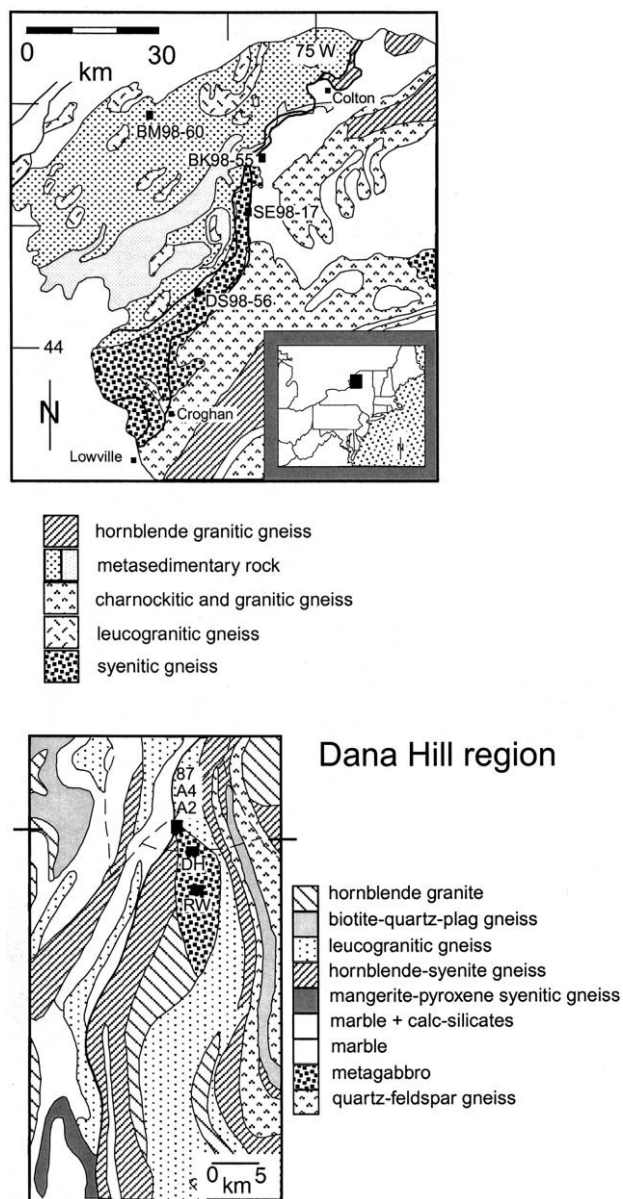 0 30
km
75 W
Colton
BM98-60
BK98-55
SE98-17
DS98-56
44
N
Croghan
Lowville
N
hornblende granitic gneiss
metasedimentary rock
charnockitic and granitic gneiss
leucogranitic gneiss
syenitic gneiss
Dana Hill region
87
A4
A2
DH
RW
0 5
km
hornblende granite
biotite-quartz-plag gneiss
leucogranitic gneiss
hornblende-syenite gneiss
mangerite-pyroxene syenitic gneiss
marble + calc-silicates
marble
metagabbro
quartz-feldspar gneiss